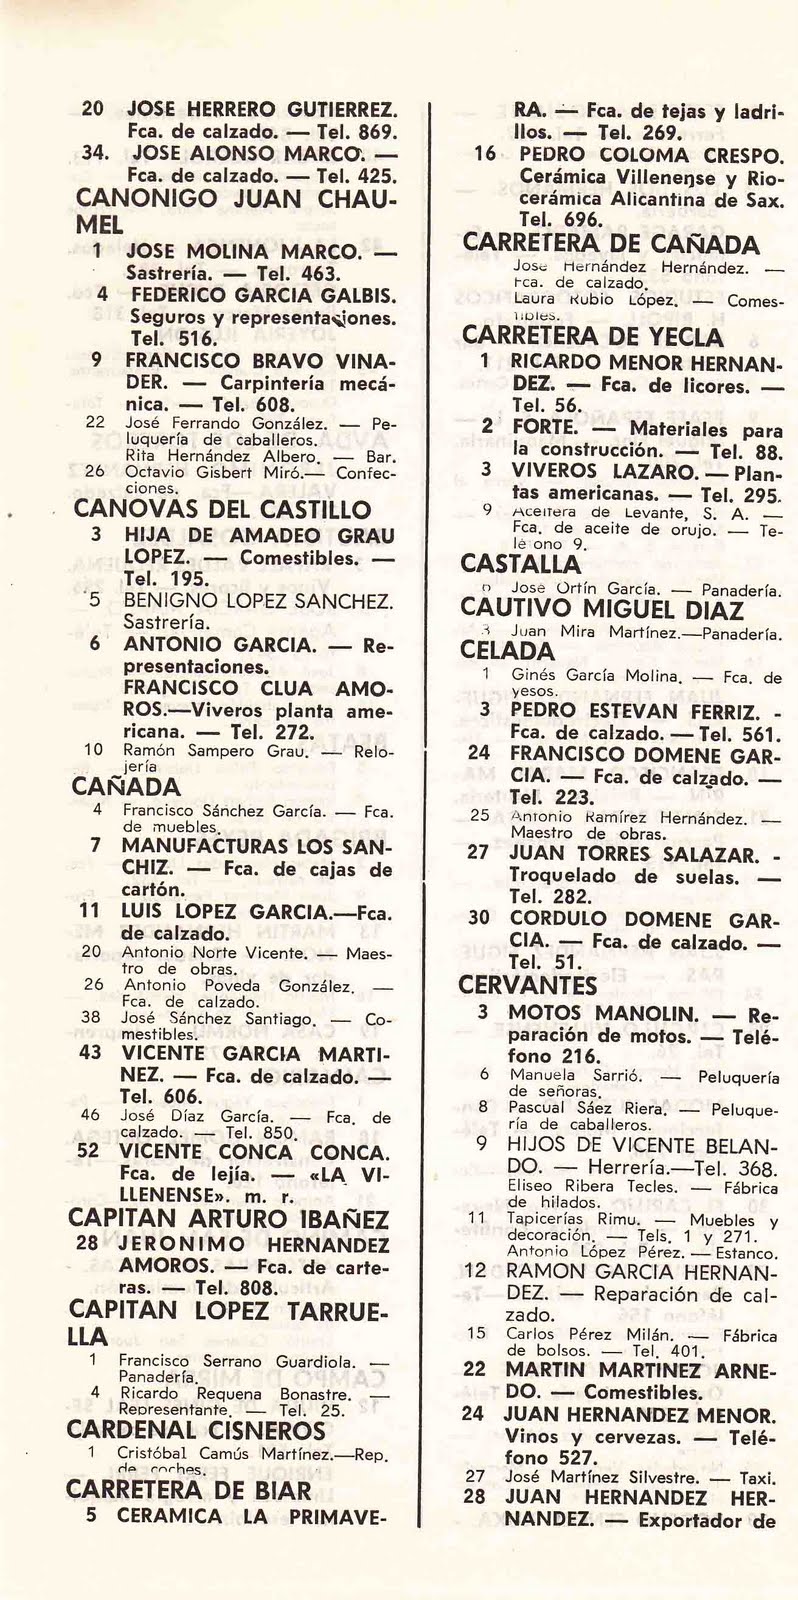 20 JOSE HERRERO GUTIERREZ.
Fca. de calzado. — Tel. 869.
34. JOSE ALONSO MARCO. —
Fca. de calzado. — Tel. 425.
CANONIGO JUAN CHAU-
MEL
1 JOSE MOLINA MARCO. —
Sastrería. — Tel. 463.
4 FEDERICO GARCIA GALBIS.
Seguros y representaciones.
Tel. 516.
9 FRANCISCO BRAVO VINA-
DER. — Carpintería mecá-
nica. — Tel. 608.
22 José Ferrando González. — Pe-
luquería de caballeros.
Rita Hernández Albero. — Bar.
26 Octavio Gisbert Miró.— Confec-
ciones.
CANOVAS DEL CASTILLO
3 HIJA DE AMADEO GRAU
LOPEZ. — Comestibles. —
Tel. 195.
5 BENIGNO LOPEZ SANCHEZ.
Sastrería.
6 ANTONIO GARCIA. — Re-
presentaciones.
FRANCISCO CLUA AMO-
ROS.—Viveros planta ame-
ricana. — Tel. 272.
10 Ramón Sampero Grau. — Relo-
jería
CAÑADA
4 Francisco Sánchez García. — Fca.
de muebles.
7 MANUFACTURAS LOS SAN-
CHIZ. — Fca. de cajas de
cartón.
11 LUIS LOPEZ GARCIA.—Fca.
de calzado.
20 Antonio Norte Vicente. — Maes-
tro de obras.
26 Antonio Poveda González. —
Fca. de calzado.
38 José Sánchez Santiago. — Co-
mestibles.
43 VICENTE GARCIA MARTI-
NEZ. — Fca. de calzado. —
Tel. 606.
46 José Díaz García. — Fca. de
calzado. — Tel. 850.
52 VICENTE CONCA CONCA.
Fca. de lejía. — «LA VI-
LLENENSE». m. r.
CAPITAN ARTURO IBAÑEZ
28 JERONIMO HERNANDEZ
AMOROS. — Fca. de carte-
ras. — Tel. 808.
CAPITAN LOPEZ TARRUE-
LLA
1 Francisco Serrano Guardiola. —
Panadería.
4 Ricardo Requena Bonastre. —
Representante. — Tel. 25.
CARDENAL CISNEROS
1 Cristóbal Camús Martínez.—Rep.
de coches.
CARRETERA DE BIAR
5 CERAMICA LA PRIMAVE-
RA. — Fca. de tejas y ladri-
llos. — Tel. 269.
16 PEDRO COLOMA CRESPO.
Cerámica Villenense y Rio-
cerámica Alicantina de Sax.
Tel. 696.
CARRETERA DE CAÑADA
José Hernández Hernández. —
Fca. de calzado.
Laura Rubio López. — Comes-
tibles.
CARRETERA DE YECLA
1 RICARDO MENOR HERNAN-
DEZ. — Fca. de licores. —
Tel. 56.
2 FORTE. — Materiales para
la construcción. — Tel. 88.
3 VIVEROS LAZARO. — Plan-
tas americanas. — Tel. 295.
9 Aceitera de Levante, S. A. —
Fca. de aceite de orujo. — Te-
léfono 9.
CASTALLA
José Ortín García. — Panadería.
CAUTIVO MIGUEL DIAZ
3 Juan Mira Martínez.—Panadería.
CELADA
1 Ginés García Molina. — Fca. de
yesos.
3 PEDRO ESTEVAN FERRIZ. -
Fca. de calzado. — Tel. 561.
24 FRANCISCO DOMENE GAR-
CIA. — Fca. de calzado. —
Tel. 223.
25 Antonio Ramírez Hernández. —
Maestro de obras.
27 JUAN TORRES SALAZAR. -
Troquelado de suelas. —
Tel. 282.
30 CORDULO DOMENE GAR-
CIA. — Fca. de calzado. —
Tel. 51.
CERVANTES
3 MOTOS MANOLIN. — Re-
paración de motos. — Telé-
fono 216.
6 Manuela Sarrió. — Peluquería
de señoras.
8 Pascual Sáez Riera. — Peluque-
ría de caballeros.
9 HIJOS DE VICENTE BELAN-
DO. — Herrería.—Tel. 368.
Eliseo Ribera Tecles. — Fábrica
de hilados.
11 Tapicerías Rimu. — Muebles y
decoración. — Tels. 1 y 271.
Antonio López Pérez. — Estanco.
12 RAMON GARCIA HERNAN-
DEZ. — Reparación de cal-
zado.
15 Carlos Pérez Milán. — Fábrica
de bolsos. — Tel. 401.
22 MARTIN MARTINEZ ARNE-
DO. — Comestibles.
24 JUAN HERNANDEZ MENOR.
Vinos y cervezas. — Telé-
fono 527.
27 José Martínez Silvestre. — Taxi.
28 JUAN HERNANDEZ HER-
NANDEZ. — Exportador de